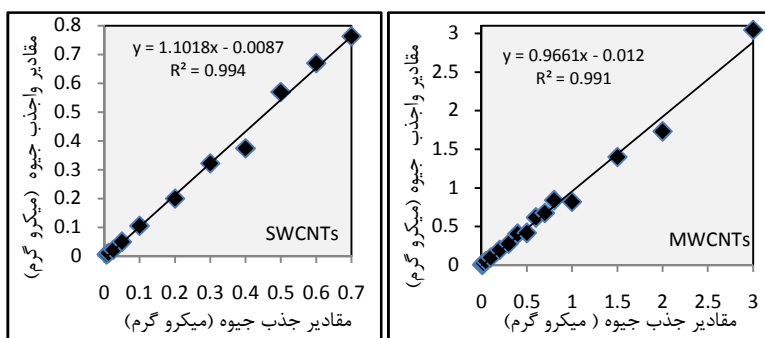 مقادیر واجذب جیوه (میکرو گرم)
0.8
0.7
0.6
0.5
0.4
0.3
0.2
0.1
0
y = 1.1018x - 0.0087
R² = 0.994
SWCNTs
0 0.1 0.2 0.3 0.4 0.5 0.6 0.7
مقادیر جذب جیوه (میکرو گرم)
مقادیر واجذب جیوه (میکرو گرم)
3
2.5
2
1.5
1
0.5
0
y = 0.9661x - 0.012
R² = 0.991
MWCNTs
0 0.5 1 1.5 2 2.5 3
مقادیر جذب جیوه ( میکرو گرم)